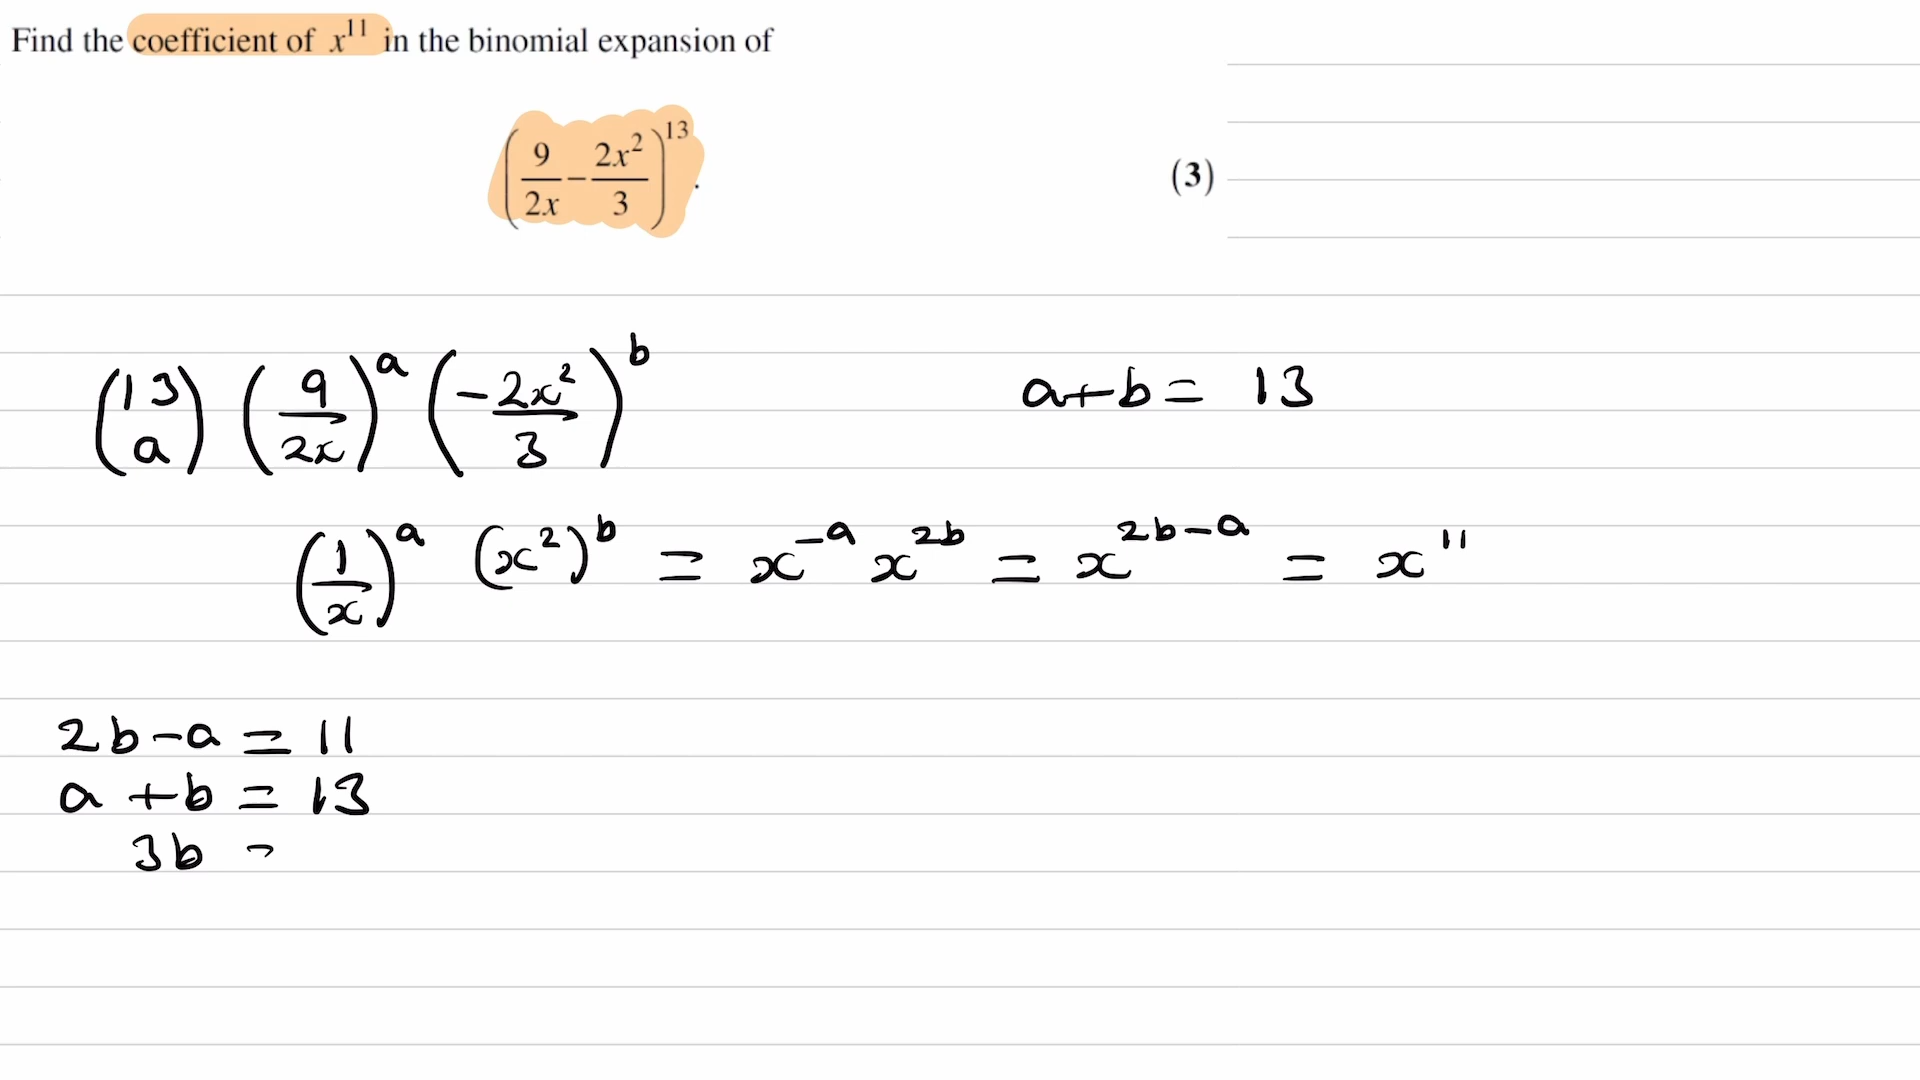 Find the coefficient of x^11 in the binomial expansion of
(9/2x − 2x^2/3)^13.
(3)
(13 a) (9/2x)^a (−2x^2/3)^b    a+b = 13
(1/x)^a (x^2)^b = x^−a x^2b = x^2b−a = x^11
2b−a = 11
a +b = 13
3b